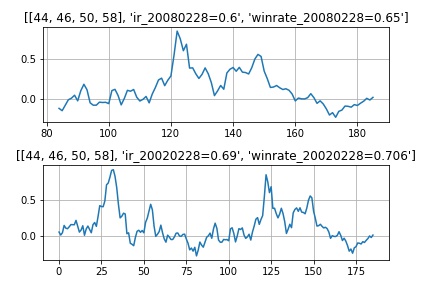 [[44, 46, 50, 58], 'ir_20080228=0.6', 'winrate_20080228=0.65']
0.5
0.0
80 100 120 140 160 180
[[44, 46, 50, 58], 'ir_20020228=0.69', 'winrate_20020228=0.706']
0.5
0.0
0 25 50 75 100 125 150 175